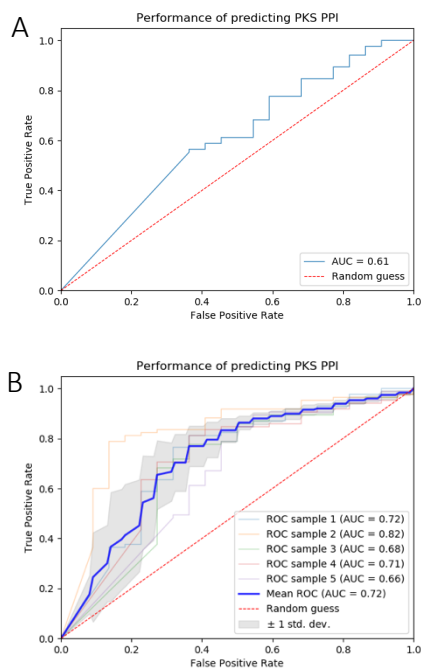 A
Performance of predicting PKS PPI
1.0
0.8
0.6
0.4
0.2
0.0
True Positive Rate
AUC = 0.61
Random guess
0.0 0.2 0.4 0.6 0.8 1.0
False Positive Rate
B
Performance of predicting PKS PPI
1.0
0.8
0.6
0.4
0.2
0.0
True Positive Rate
ROC sample 1 (AUC = 0.72)
ROC sample 2 (AUC = 0.82)
ROC sample 3 (AUC = 0.68)
ROC sample 4 (AUC = 0.71)
ROC sample 5 (AUC = 0.66)
Mean ROC (AUC = 0.72)
Random guess
± 1 std. dev.
0.0 0.2 0.4 0.6 0.8 1.0
False Positive Rate